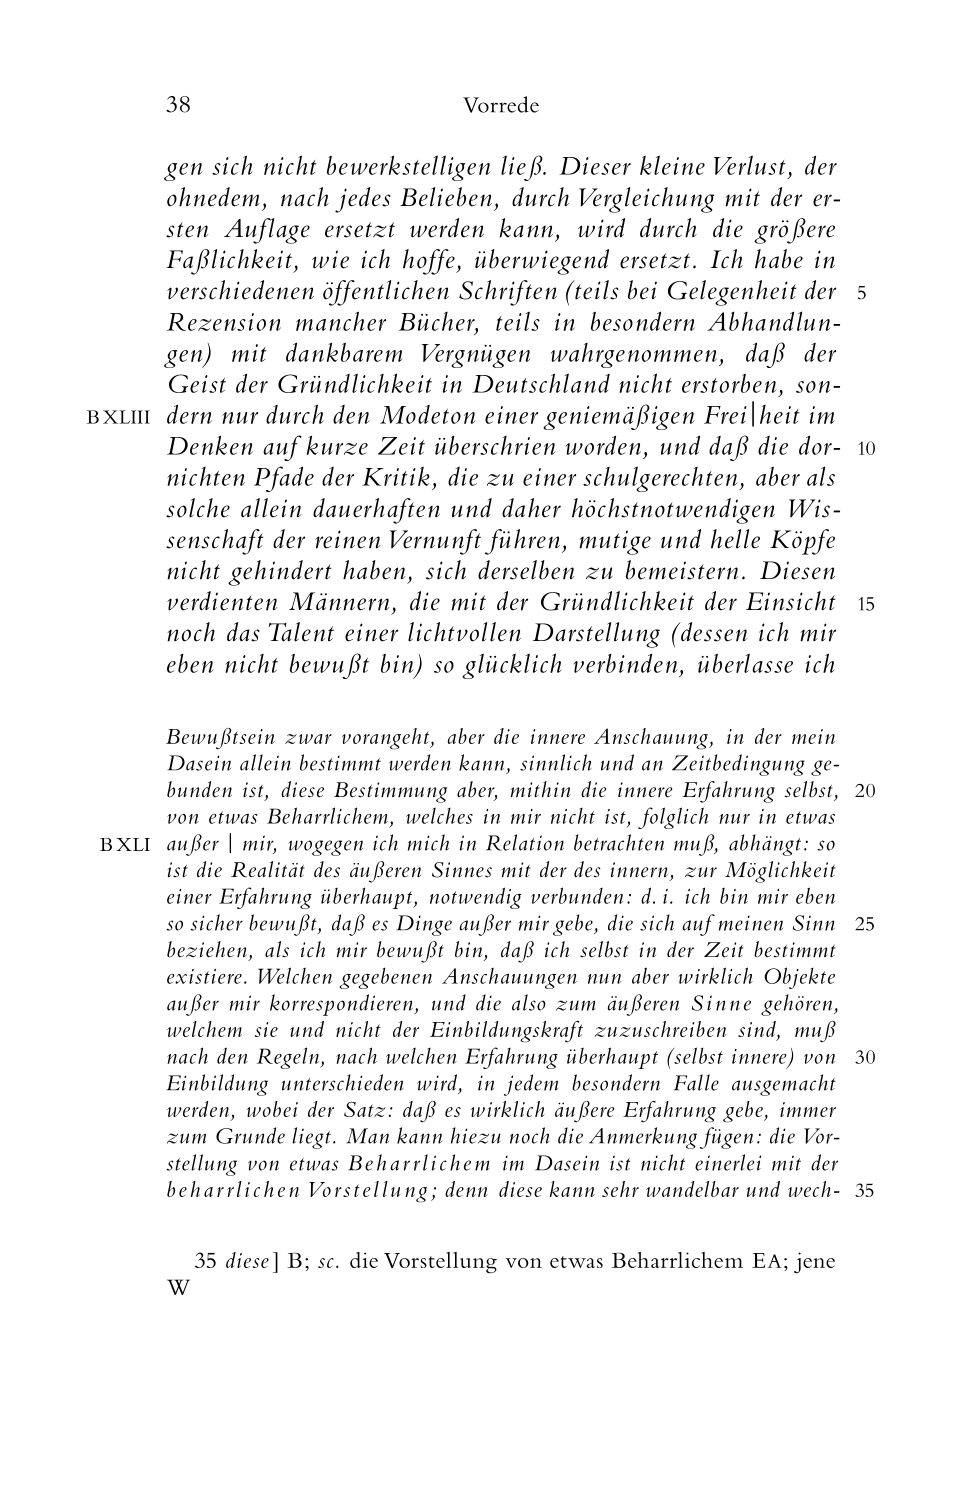 38 Vorrede
gen sich nicht bewerkstelligen ließ. Dieser kleine Verlust, der
ohnedem, nach jedes Belieben, durch Vergleichung mit der er-
sten Auflage ersetzt werden kann, wird durch die größere
Faßlichkeit, wie ich hoffe, überwiegend ersetzt. Ich habe in
verschiedenen öffentlichen Schriften (teils bei Gelegenheit der 5
Rezension mancher Bücher, teils in besondern Abhandlun-
gen) mit dankbarem Vergnügen wahrgenommen, daß der
Geist der Gründlichkeit in Deutschland nicht erstorben, son-
B XLIII dern nur durch den Modeton einer geniemäßigen Frei|heit im
Denken auf kurze Zeit überschrien worden, und daß die dor- 10
nichten Pfade der Kritik, die zu einer schulgerechten, aber als
solche allein dauerhaften und daher höchstnotwendigen Wis-
senschaft der reinen Vernunft führen, mutige und helle Köpfe
nicht gehindert haben, sich derselben zu bemeistern. Diesen
verdienten Männern, die mit der Gründlichkeit der Einsicht 15
noch das Talent einer lichtvollen Darstellung (dessen ich mir
eben nicht bewußt bin) so glücklich verbinden, überlasse ich
Bewußtsein zwar vorangeht, aber die innere Anschauung, in der mein
Dasein allein bestimmt werden kann, sinnlich und an Zeitbedingung ge-
bunden ist, diese Bestimmung aber, mithin die innere Erfahrung selbst, 20
von etwas Beharrlichem, welches in mir nicht ist, folglich nur in etwas
B XLI außer | mir, wogegen ich mich in Relation betrachten muß, abhängt: so
ist die Realität des äußeren Sinnes mit der des innern, zur Möglichkeit
einer Erfahrung überhaupt, notwendig verbunden: d. i. ich bin mir eben
so sicher bewußt, daß es Dinge außer mir gebe, die sich auf meinen Sinn 25
beziehen, als ich mir bewußt bin, daß ich selbst in der Zeit bestimmt
existiere. Welchen gegebenen Anschauungen nun aber wirklich Objekte
außer mir korrespondieren, und die also zum äußeren Sinne gehören,
welchem sie und nicht der Einbildungskraft zuzuschreiben sind, muß
nach den Regeln, nach welchen Erfahrung überhaupt (selbst innere) von 30
Einbildung unterschieden wird, in jedem besondern Falle ausgemacht
werden, wobei der Satz: daß es wirklich äußere Erfahrung gebe, immer
zum Grunde liegt. Man kann hiezu noch die Anmerkung fügen: die Vor-
stellung von etwas Beharrlichem im Dasein ist nicht einerlei mit der
beharrlichen Vorstellung; denn diese kann sehr wandelbar und wech- 35
35 diese] B; sc. die Vorstellung von etwas Beharrlichem EA; jene
W